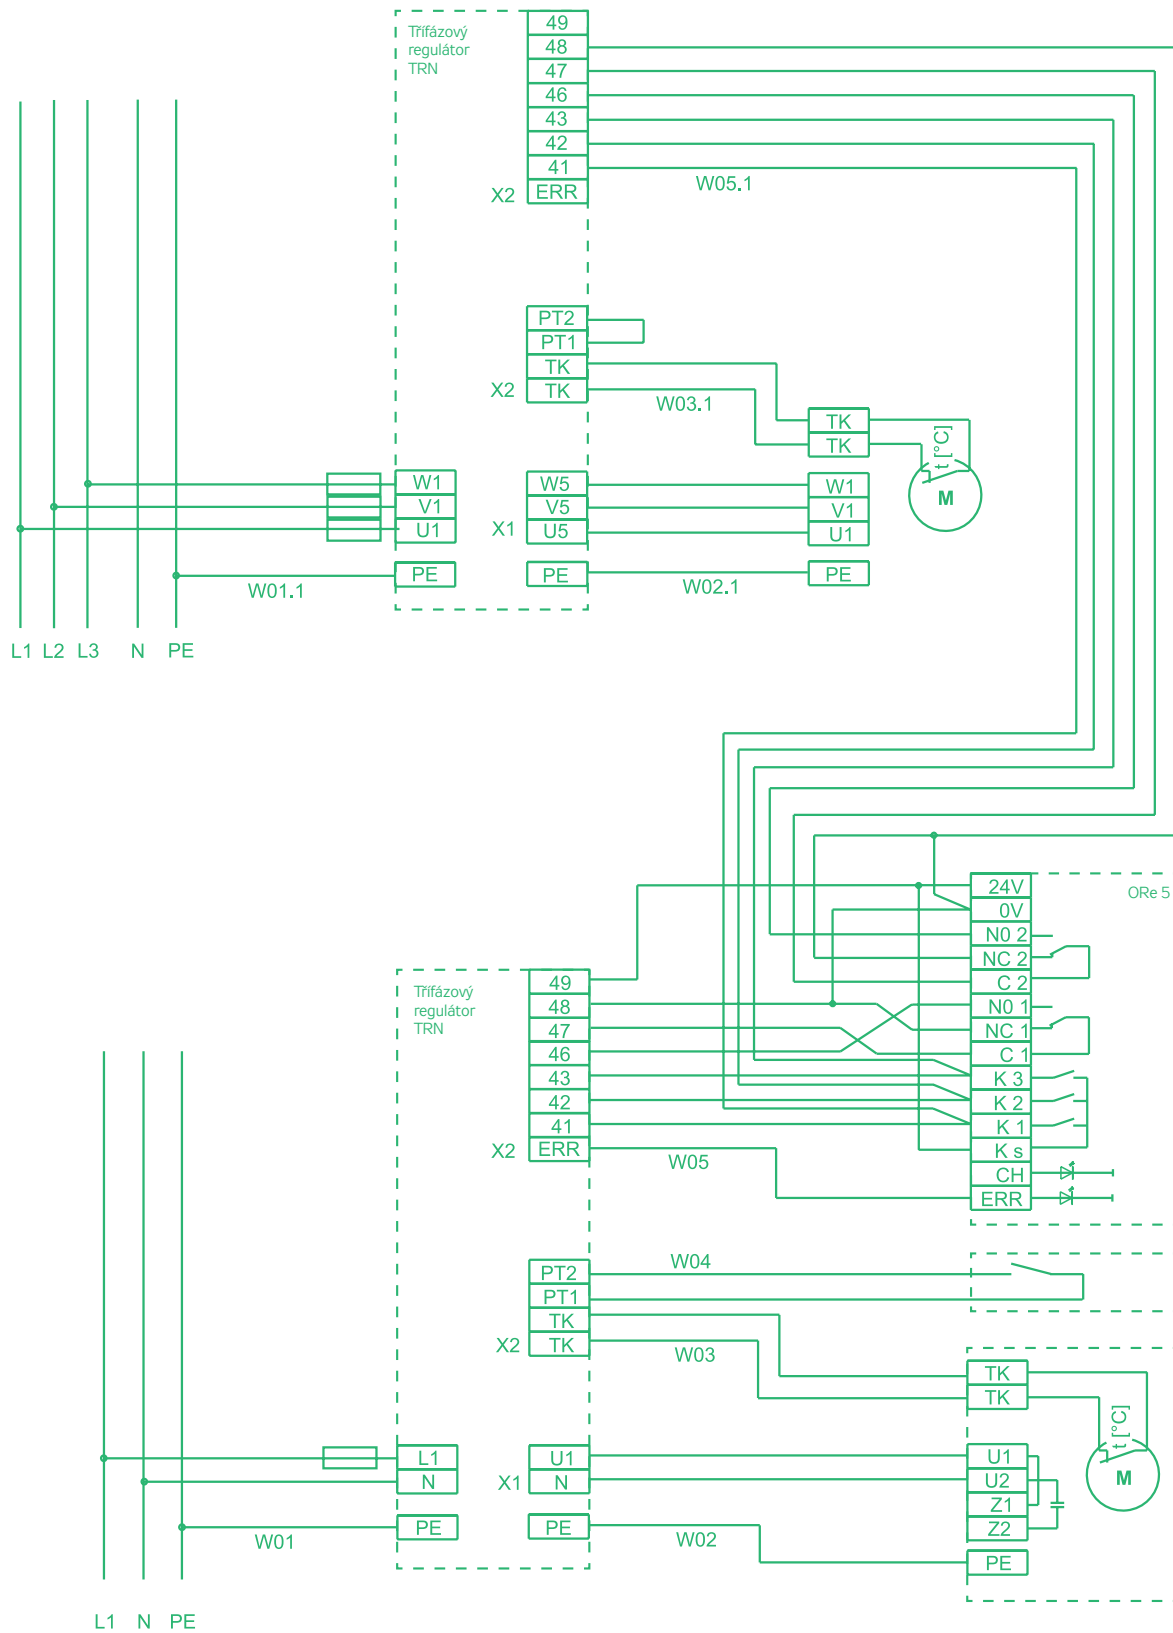 Třífázový
regulátor
TRN
49
48
47
46
43
42
41
X2 ERR
W05.1
PT2
PT1
TK
X2 TK
W03.1
TK
TK
t [°C]
M
W1
V1
U1
PE
W5
V5
X1 U5
PE
W1
V1
U1
PE
W01.1
W02.1
L1 L2 L3 N PE
24V
0V
N0 2
NC 2
C 2
N0 1
NC 1
C 1
K 3
K 2
K 1
K s
CH
ERR
ORe 5
Třífázový
regulátor
TRN
49
48
47
46
43
42
41
X2 ERR
W05
PT2
PT1
TK
X2 TK
W04
W03
TK
TK
t [°C]
M
L1
N
PE
U1
X1 N
PE
U1
U2
Z1
Z2
PE
W01
W02
L1 N PE